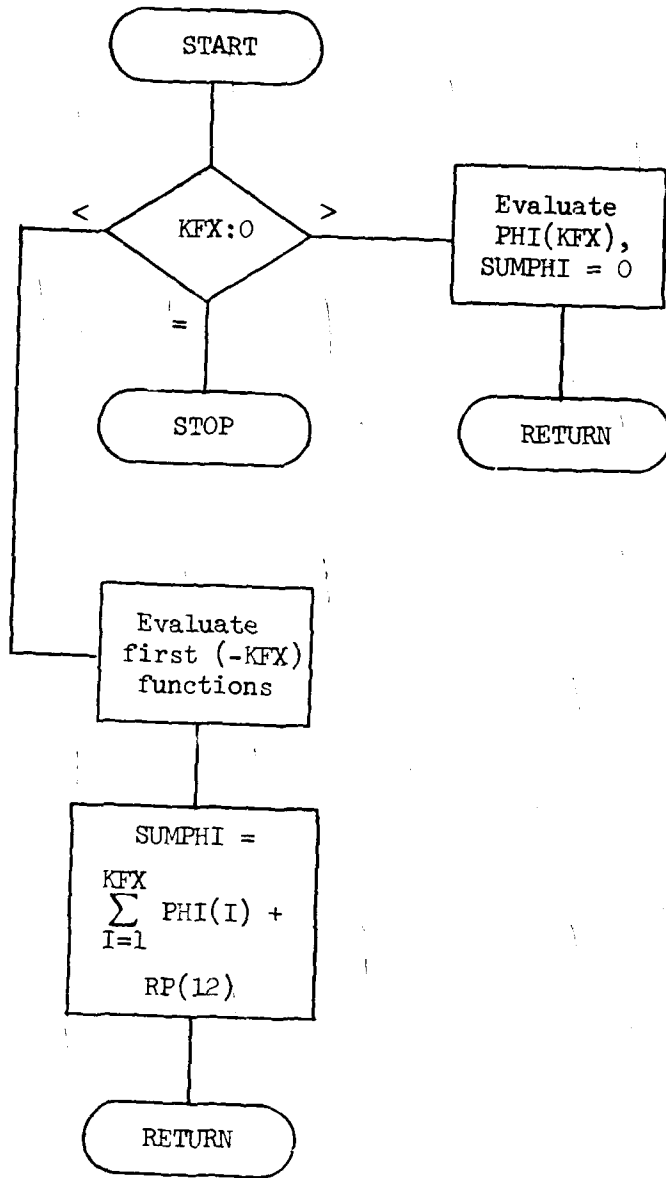 START
<
KFX:0
>
=
Evaluate
PHI(KFX),
SUMPHI = 0
STOP
RETURN
Evaluate
first (-KFX)
functions
SUMPHI =
KFX
∑ PHI(I) +
I=1
RP(12)
RETURN